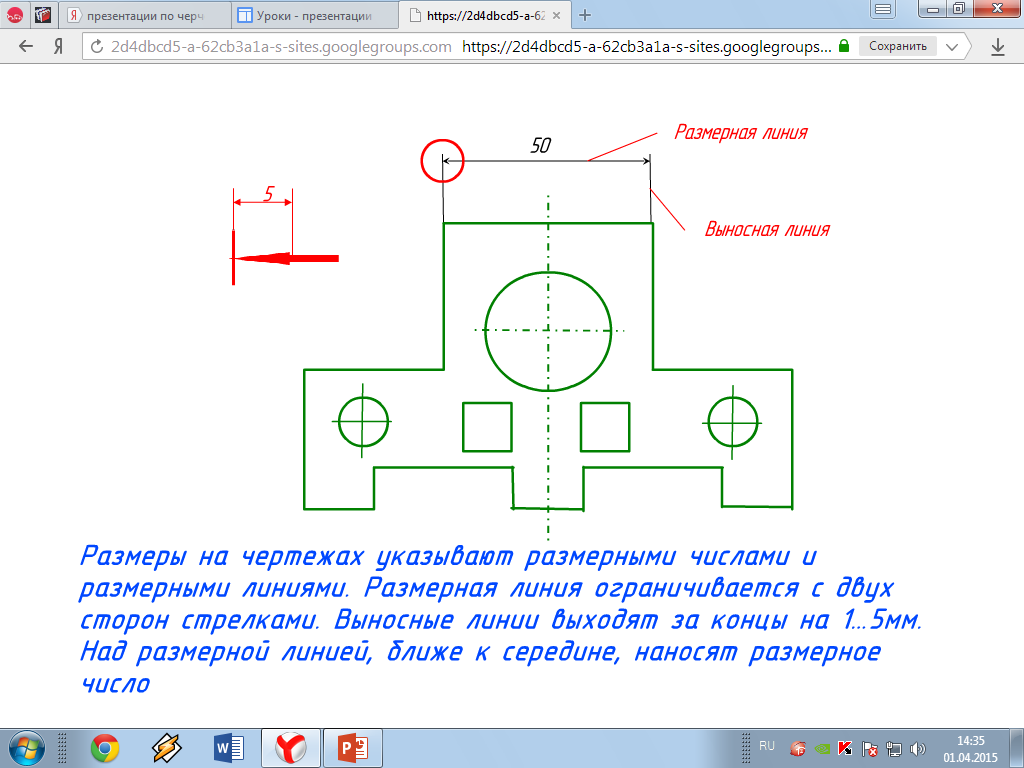 презентации по черч
Уроки - презентации
https://2d4dbcd5-a-62
2d4dbcd5-a-62cb3a1a-s-sites.googlegroups.com https://2d4dbcd5-a-62cb3a1a-s-sites.googlegroups... Сохранить
50
Размерная линия
5
Выносная линия
Размеры на чертежах указывают размерными числами и
размерными линиями. Размерная линия ограничивается с двух
сторон стрелками. Выносные линии выходят за концы на 1...5мм.
Над размерной линией, ближе к середине, наносят размерное
число
RU
14:35
01.04.2015